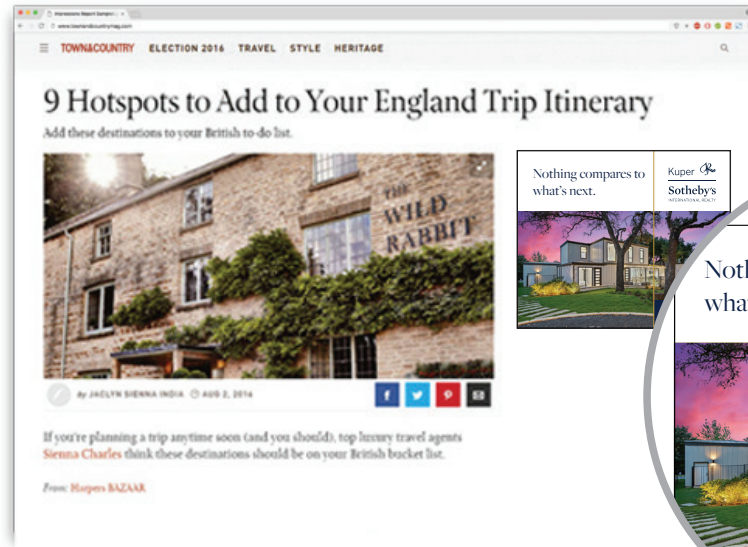 www.townandcountrymag.com
TOWN&COUNTRY ELECTION 2016 TRAVEL STYLE HERITAGE
9 Hotspots to Add to Your England Trip Itinerary
Add these destinations to your British to-do list.
THE
WILD
RABBIT
by JACLYN SIENNA INDIA AUG 2, 2016
If you're planning a trip anytime soon (and you should), top luxury travel agents
Sienna Charles think these destinations should be on your British bucket list.
From: Harpers BAZAAR
Nothing compares to
what's next.
Kuper
Sotheby's
INTERNATIONAL REALTY
Noth
what